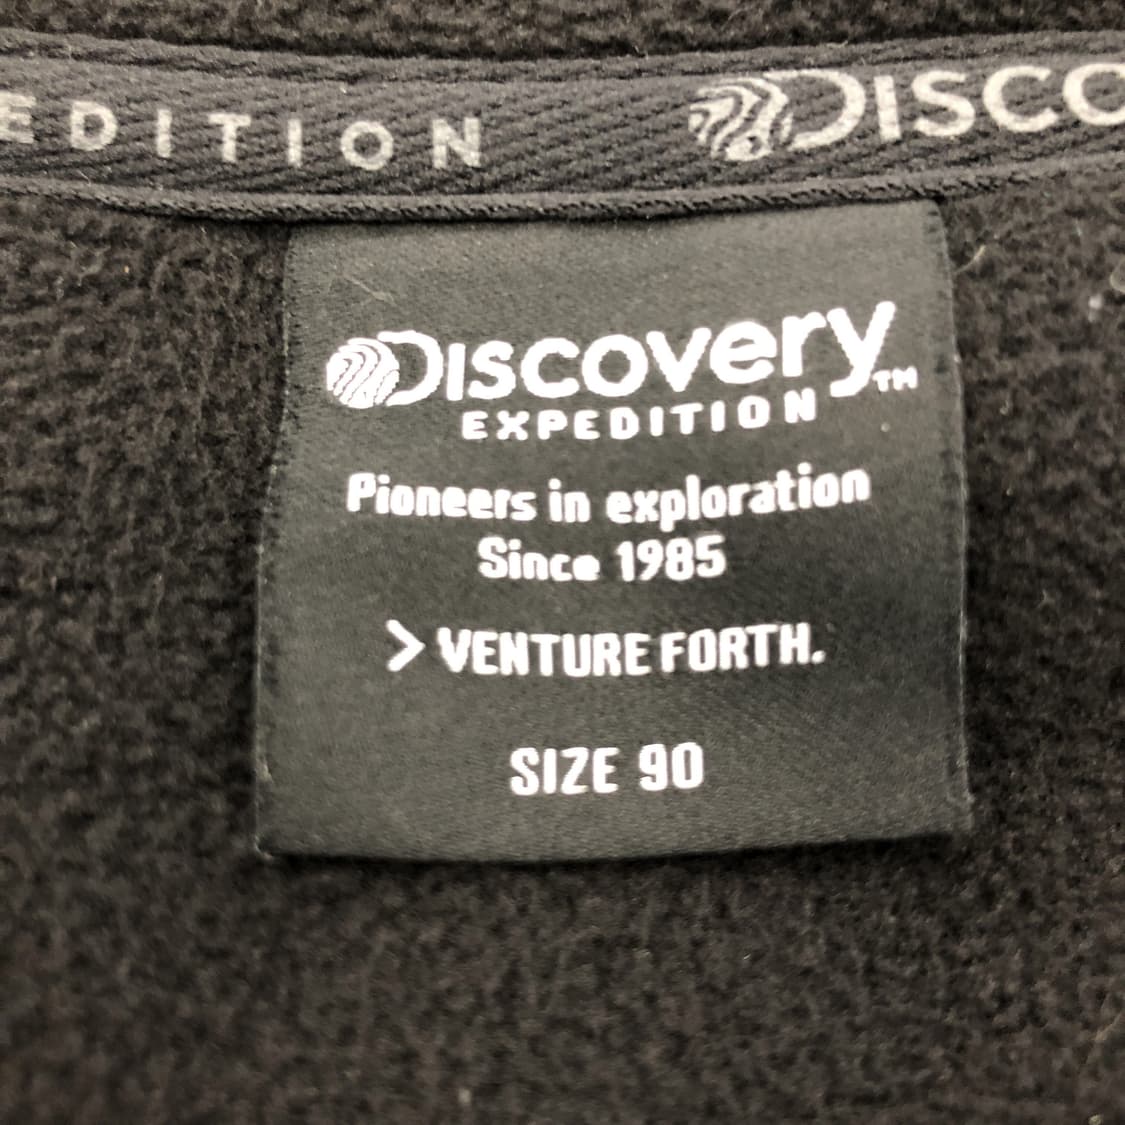 EDITION DISCO
DISCOVery™
EXPEDITION
Pioneers in exploration
Since 1985
> VENTURE FORTH.
SIZE 90